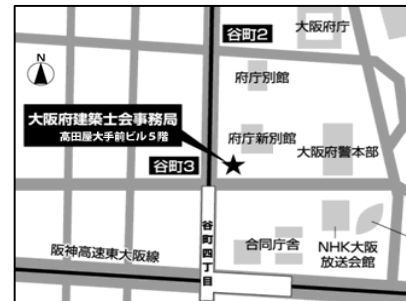 大阪府庁
谷町2
N
府庁別館
大阪府建築士会事務局
高田屋大手前ビル5階
府庁新別館
大阪府警本部
谷町3
谷町四丁目
合同庁舎
NHK大阪
放送会館
阪神高速東大阪線